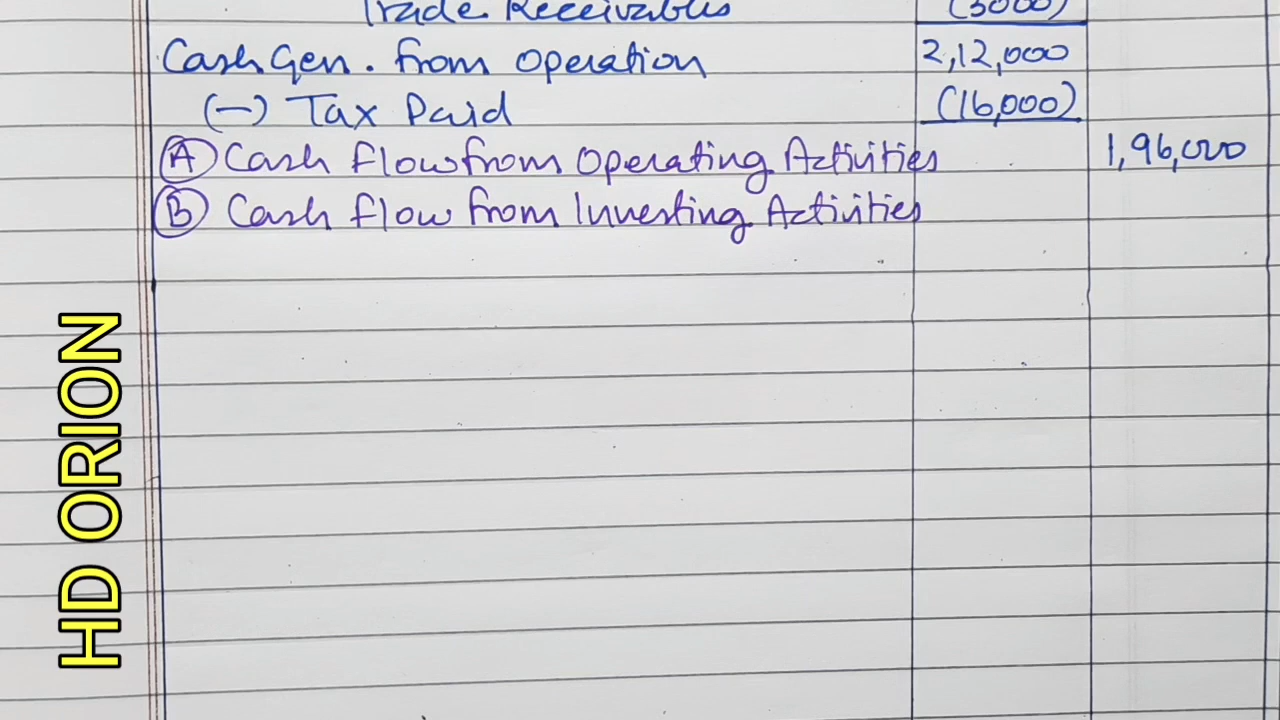 Trade Receivables (5000)
Cash Gen. from Operation 2,12,000
(-) Tax Paid (16,000)
(A) Cash flow from Operating Activities 1,96,000
(B) Cash flow from Investing Activities
HD ORION